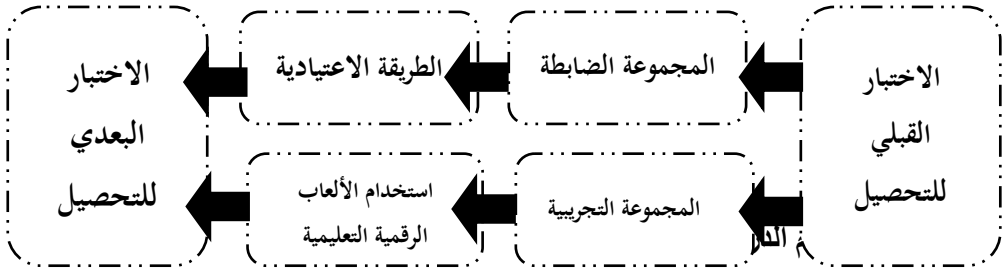 الاختبار
القبلي
للتحصيل
المجموعة الضابطة
الطريقة الاعتيادية
المجموعة التجريبية
استخدام الألعاب
الرقمية التعليمية
الاختبار
البعدي
للتحصيل